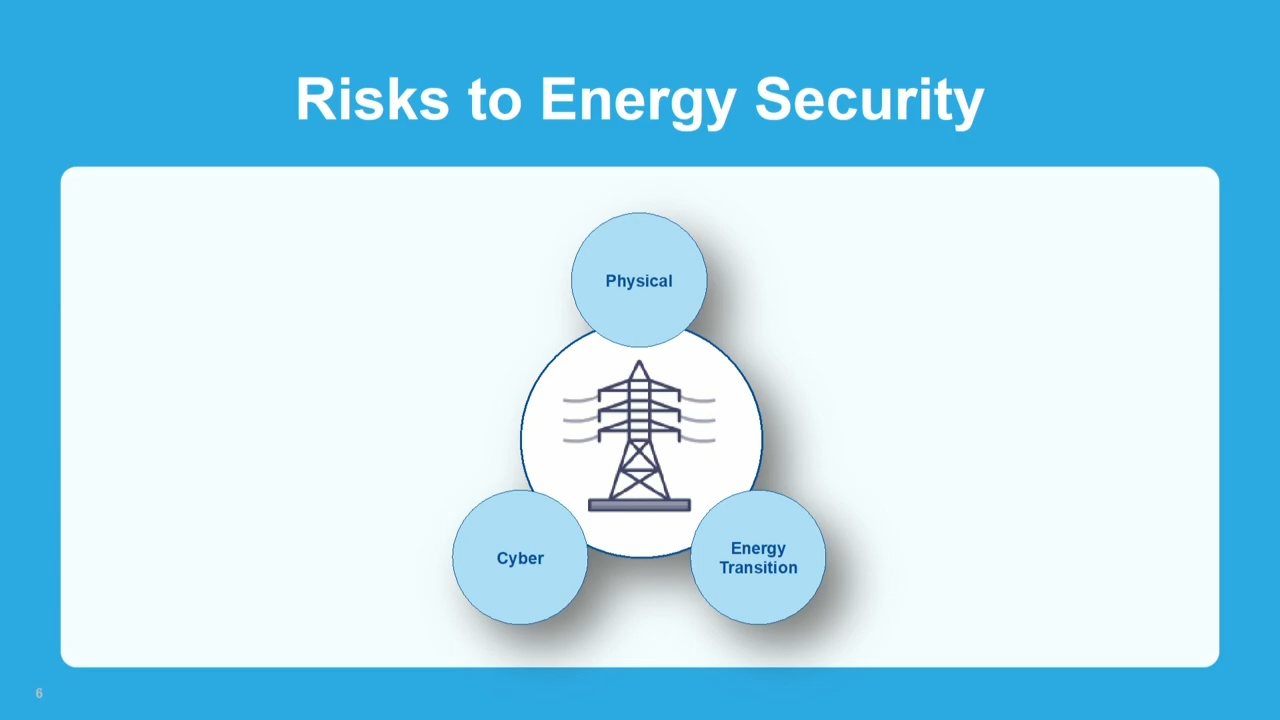 Risks to Energy Security
Physical
Cyber
Energy
Transition
6